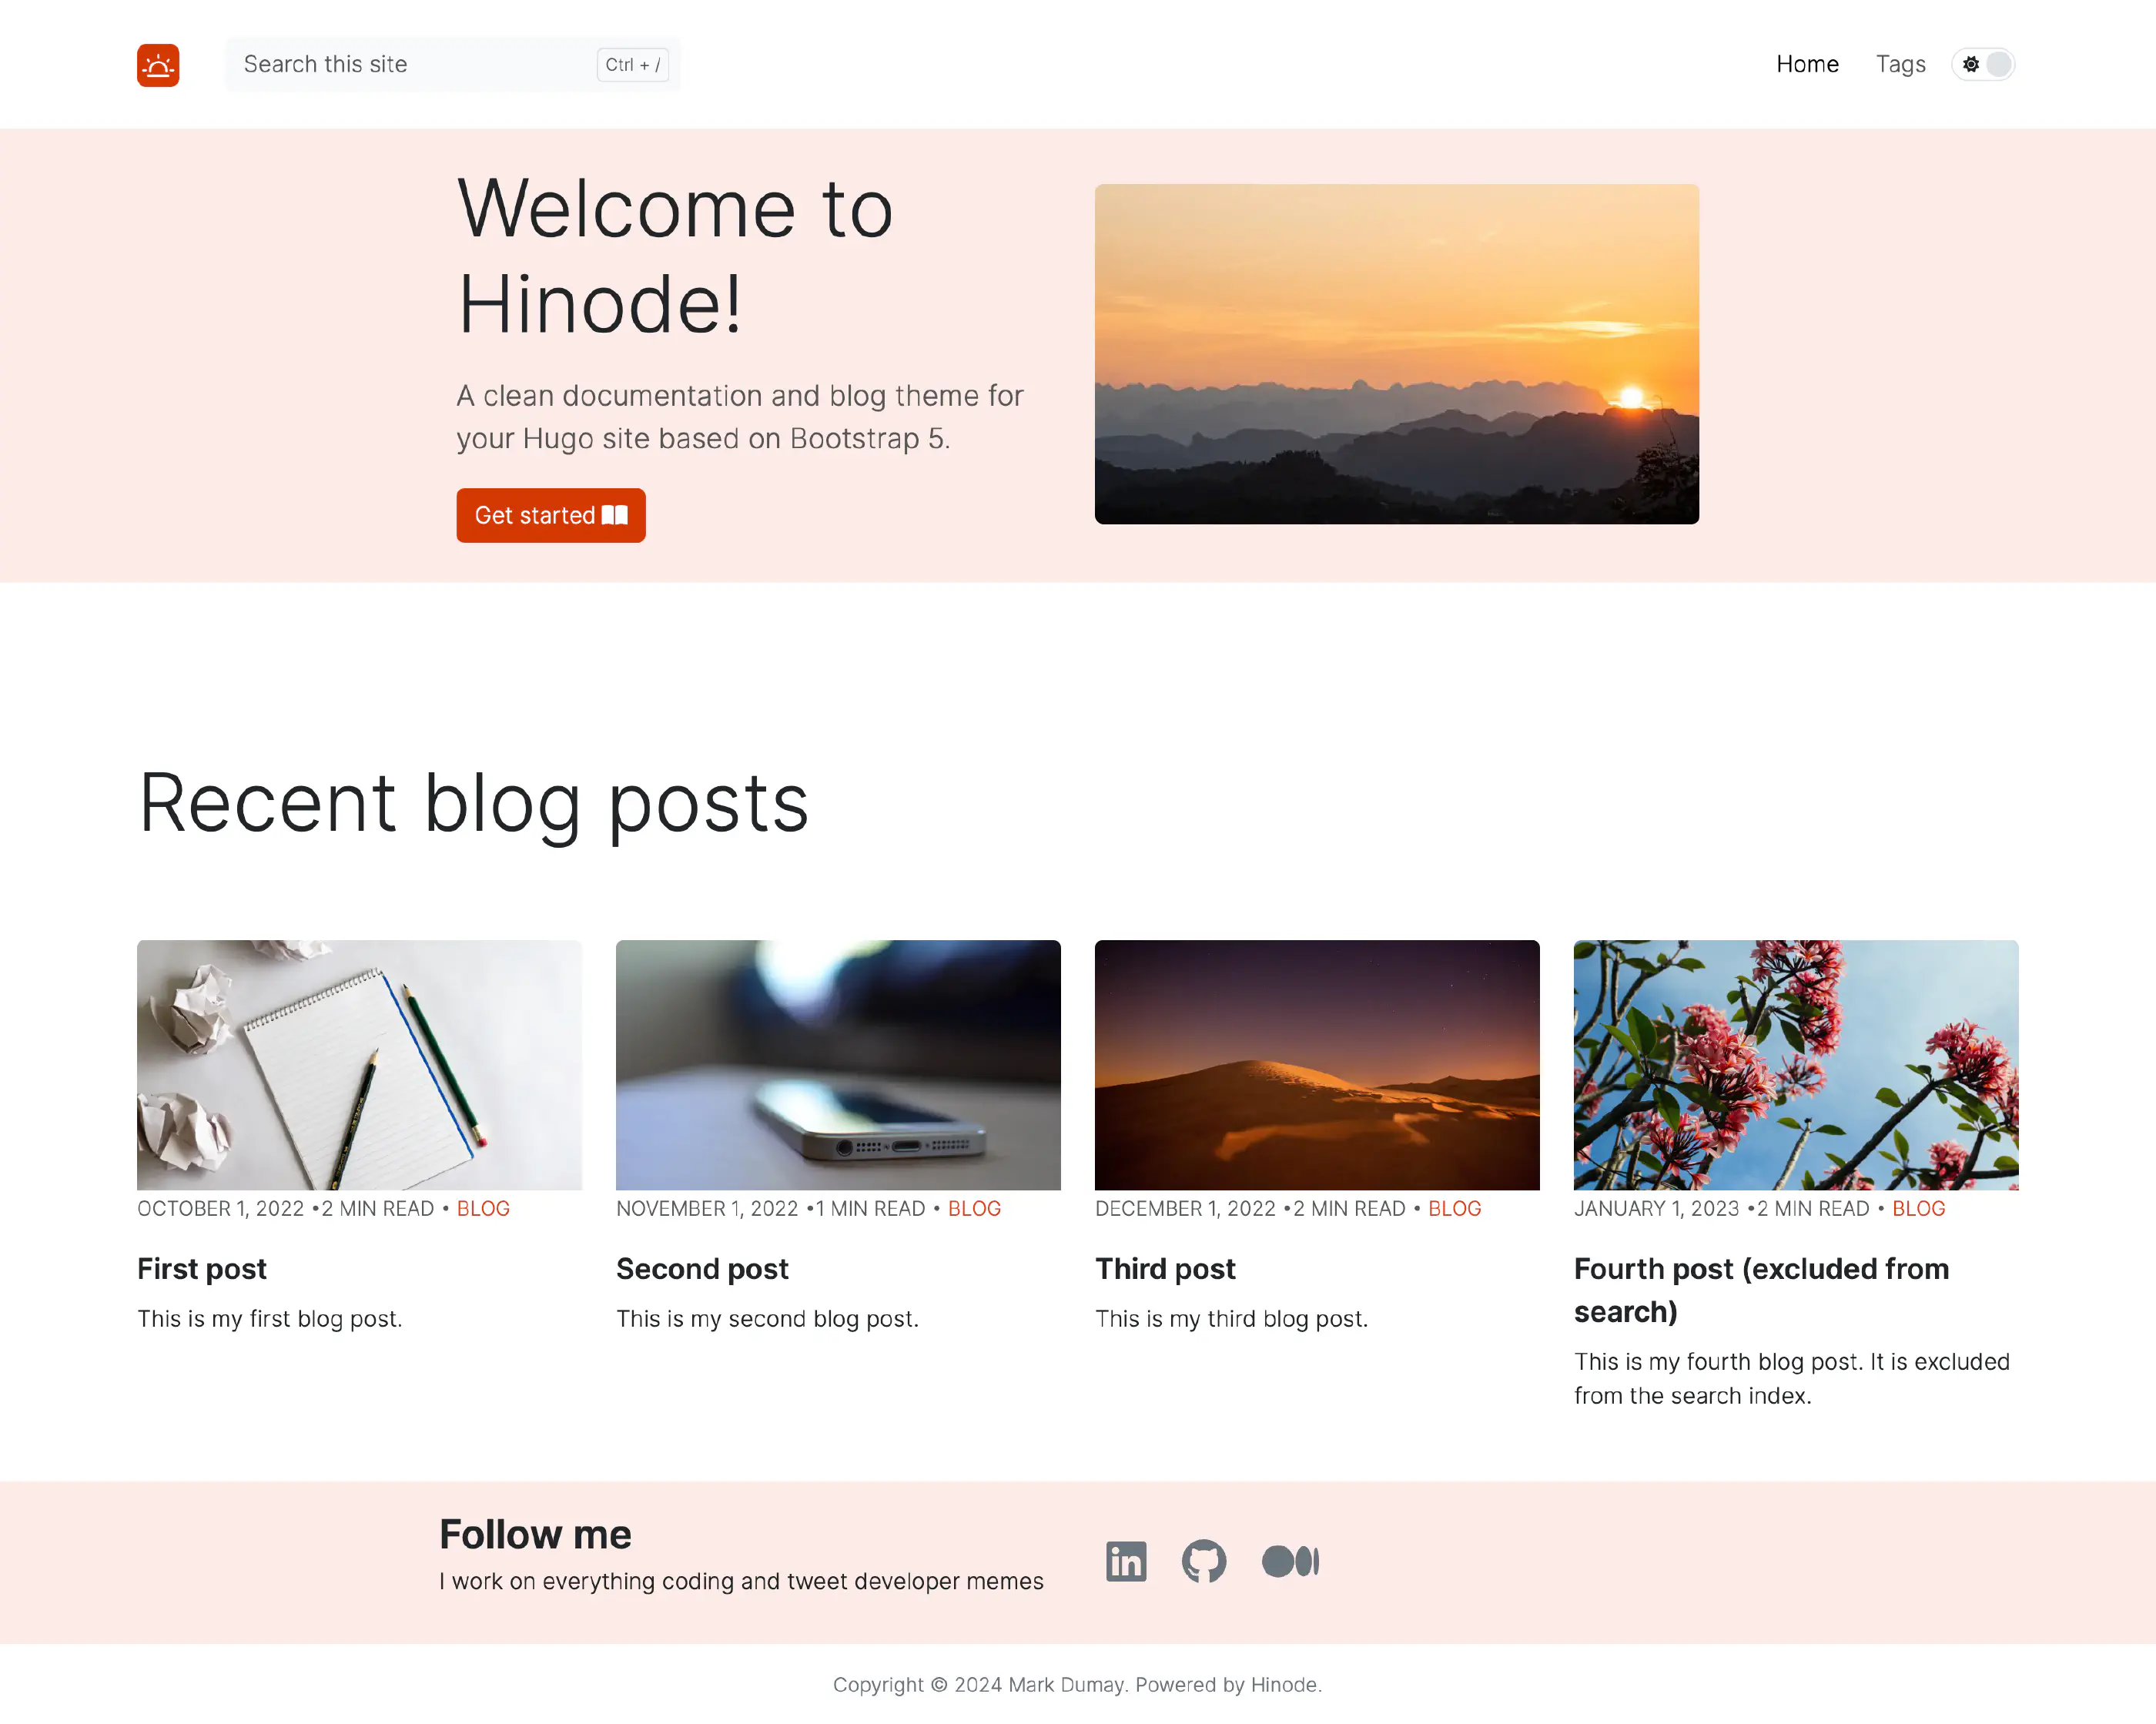 Search this site
Ctrl + /
Home
Tags
Welcome to
Hinode!
A clean documentation and blog theme for
your Hugo site based on Bootstrap 5.
Get started
Recent blog posts
OCTOBER 1, 2022 •2 MIN READ • BLOG
First post
This is my first blog post.
NOVEMBER 1, 2022 •1 MIN READ • BLOG
Second post
This is my second blog post.
DECEMBER 1, 2022 •2 MIN READ • BLOG
Third post
This is my third blog post.
JANUARY 1, 2023 •2 MIN READ • BLOG
Fourth post (excluded from
search)
This is my fourth blog post. It is excluded
from the search index.
Follow me
I work on everything coding and tweet developer memes
in
Copyright © 2024 Mark Dumay. Powered by Hinode.